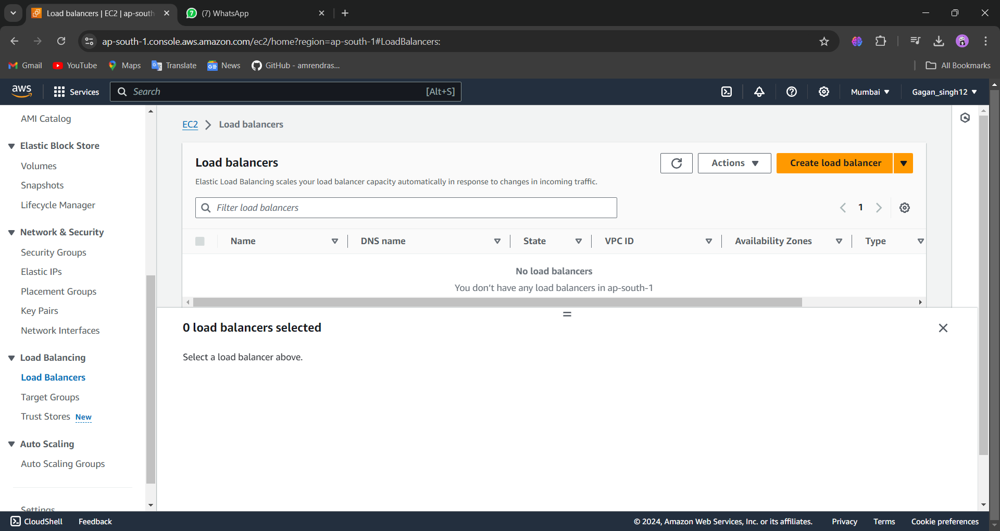 Load balancers | EC2 | ap-south
(7) WhatsApp
ap-south-1.console.aws.amazon.com/ec2/home?region=ap-south-1#LoadBalancers:
Gmail
YouTube
Maps
Translate
News
GitHub - amrendras...
All Bookmarks
aws
Services
Search
[Alt+S]
Mumbai
Gagan_singh12
AMI Catalog
Elastic Block Store
Volumes
Snapshots
Lifecycle Manager
Network & Security
Security Groups
Elastic IPs
Placement Groups
Key Pairs
Network Interfaces
Load Balancing
Load Balancers
Target Groups
Trust Stores New
Auto Scaling
Auto Scaling Groups
Settings
EC2
Load balancers
Load balancers
Actions
Create load balancer
Elastic Load Balancing scales your load balancer capacity automatically in response to changes in incoming traffic.
Filter load balancers
1
Name
DNS name
State
VPC ID
Availability Zones
Type
No load balancers
You don't have any load balancers in ap-south-1
0 load balancers selected
Select a load balancer above.
CloudShell
Feedback
© 2024, Amazon Web Services, Inc. or its affiliates.
Privacy
Terms
Cookie preferences